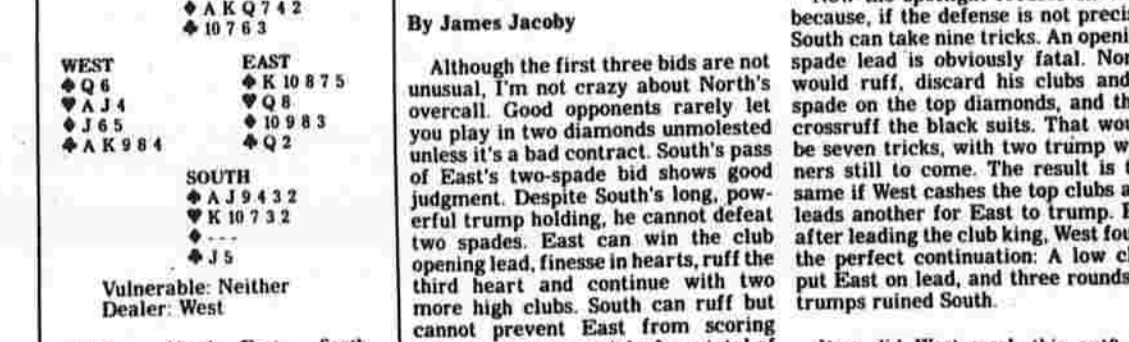 ♦ A K Q 7 4 2
♣ 10 7 6 3
WEST
♠ Q 6
♥ A J 4
♦ J 6 5
♣ A K 9 8 4
EAST
♠ K 10 8 7 5
♥ Q 8
♦ 10 9 8 3
♣ Q 2
SOUTH
♠ A J 9 4 3 2
♥ K 10 7 3 2
♦ - - -
♣ J 5
Vulnerable: Neither
Dealer: West
By James Jacoby
Although the first three bids are not
unusual, I'm not crazy about North's
overcall. Good opponents rarely let
you play in two diamonds unmolested
unless it's a bad contract. South's pass
of East's two-spade bid shows good
judgment. Despite South's long, pow-
erful trump holding, he cannot defeat
two spades. East can win the club
opening lead, finesse in hearts, ruff the
third heart and continue with two
more high clubs. South can ruff but
cannot prevent East from scoring
because, if the defense is not
South can take nine tricks. An
spade lead is obviously fatal.
would ruff, discard his clubs and
spade on the top diamonds, and
crossruff the black suits. That
be seven tricks, with two trump
ners still to come. The result is
same if West cashes the top clubs
leads another for East to trump.
after leading the club king, West
the perfect continuation: A low
put East on lead, and three rounds
trumps ruined South.